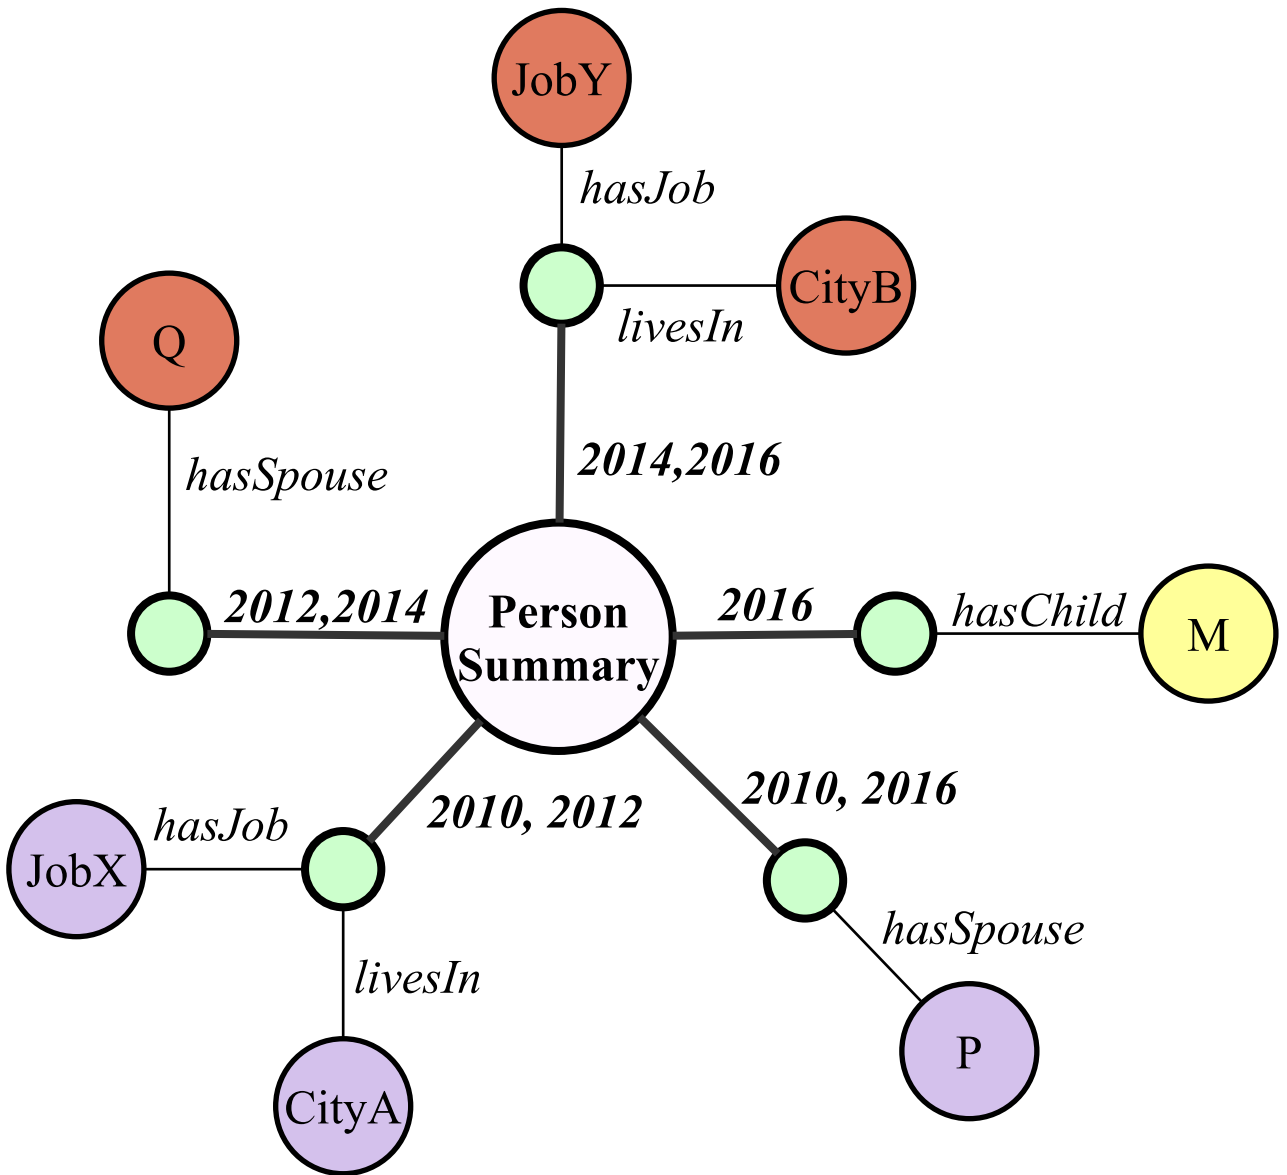 JobY
hasJob
CityB
livesIn
Q
hasSpouse
2014,2016
2012,2014
Person
Summary
2016
hasChild
M
2010, 2012
2010, 2016
hasJob
JobX
livesIn
CityA
hasSpouse
P